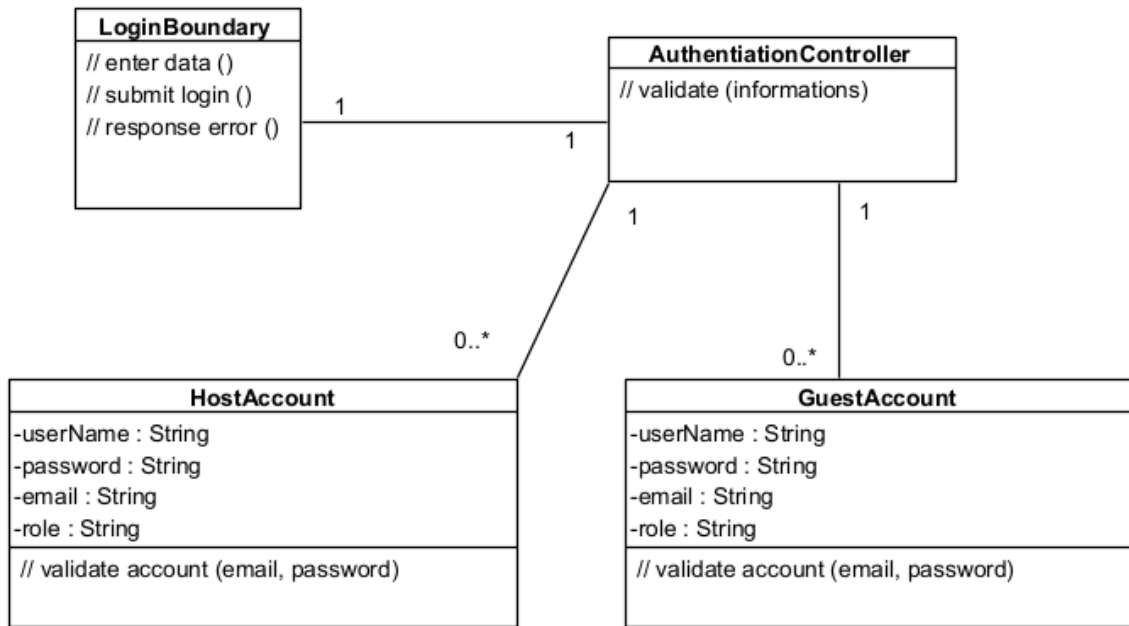 LoginBoundary
// enter data ()
// submit login ()
// response error ()
AuthentiationController
// validate (informations)
1
1
1
1
0..*
0..*
HostAccount
-userName : String
-password : String
-email : String
-role : String
// validate account (email, password)
GuestAccount
-userName : String
-password : String
-email : String
-role : String
// validate account (email, password)